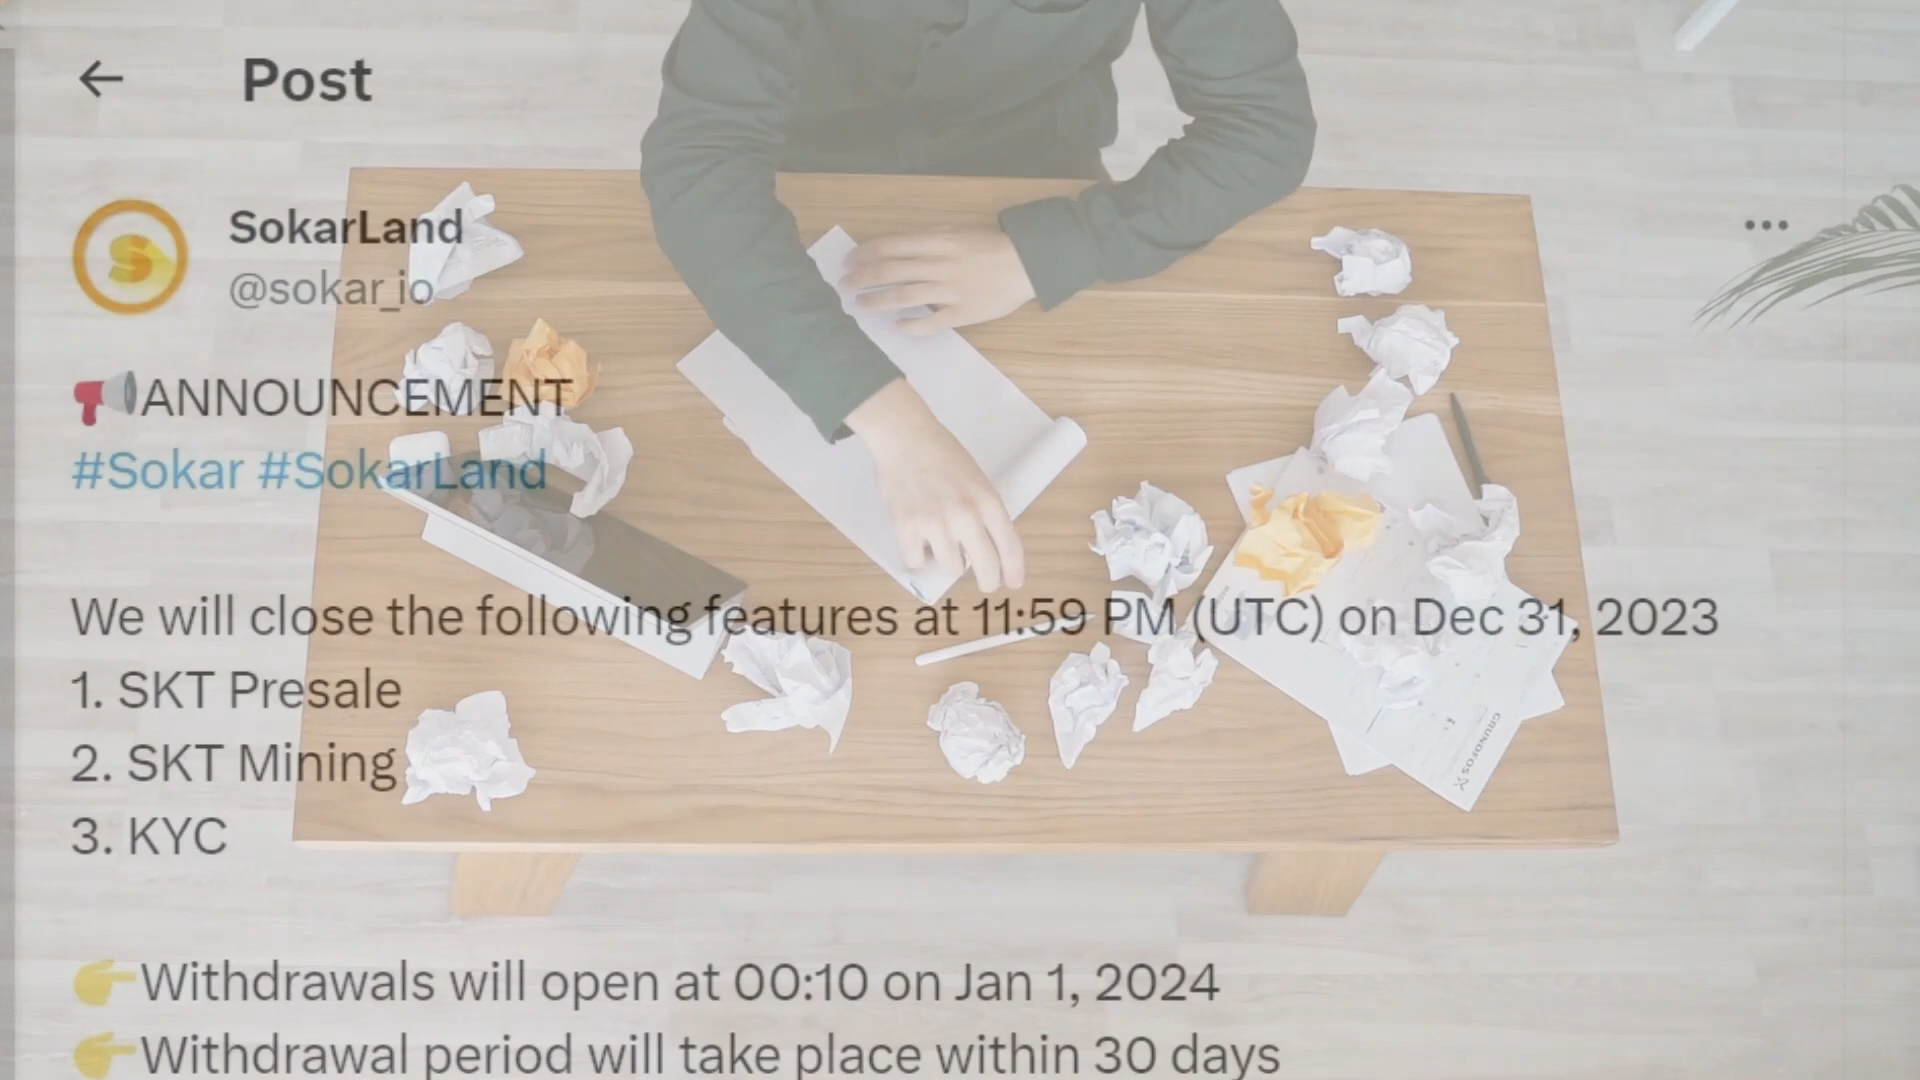 Post
SokarLand
@sokar_io
📢ANNOUNCEMENT
#Sokar #SokarLand
We will close the following features at 11:59 PM (UTC) on Dec 31, 2023
1. SKT Presale
2. SKT Mining
3. KYC
👉Withdrawals will open at 00:10 on Jan 1, 2024
👉Withdrawal period will take place within 30 days
GRUNDFOS